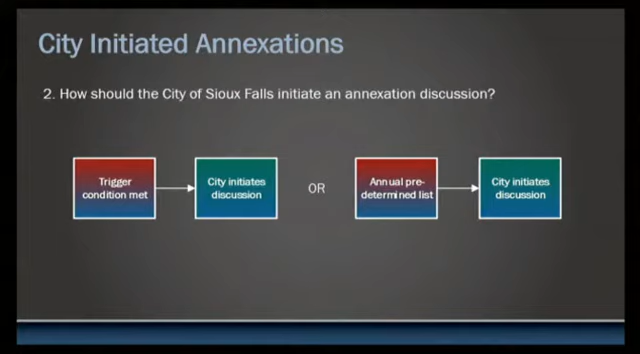 City Initiated Annexations
2. How should the City of Sioux Falls initiate an annexation discussion?
Trigger
condition met
City initiates
discussion
OR
Annual pre-
determined list
City initiates
discussion